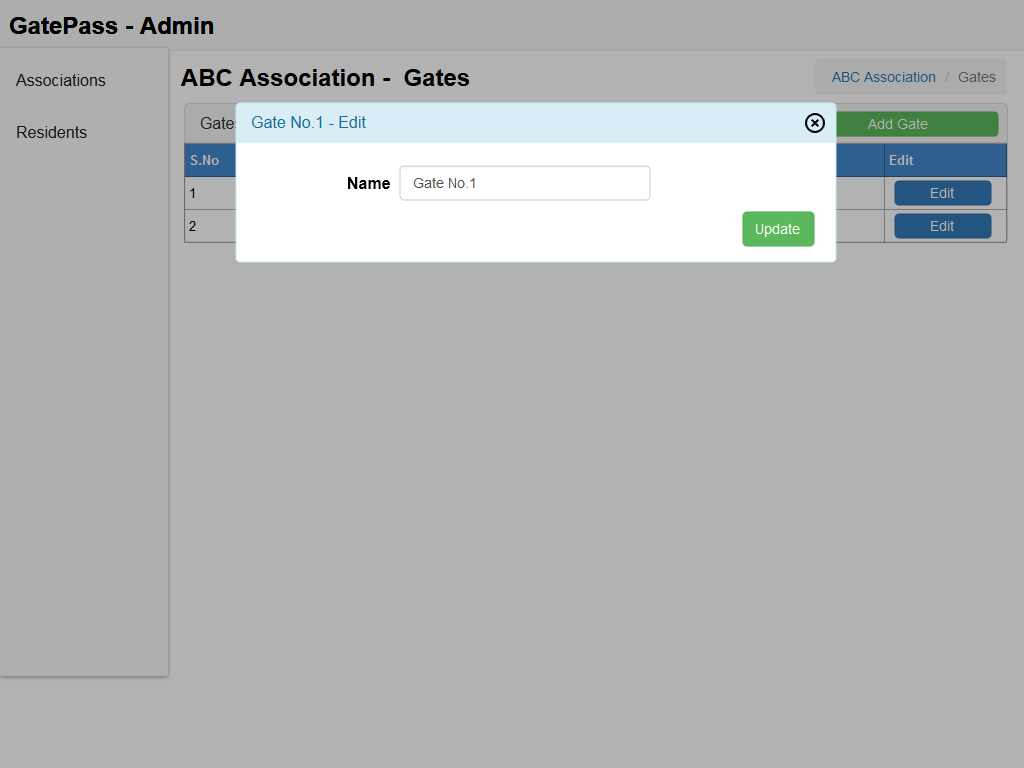 GatePass - Admin
Associations
Residents
ABC Association - Gates
ABC Association / Gates
Gate No.1 - Edit
Add Gate
S.No
Edit
Name
Gate No.1
1
Edit
2
Edit
Update